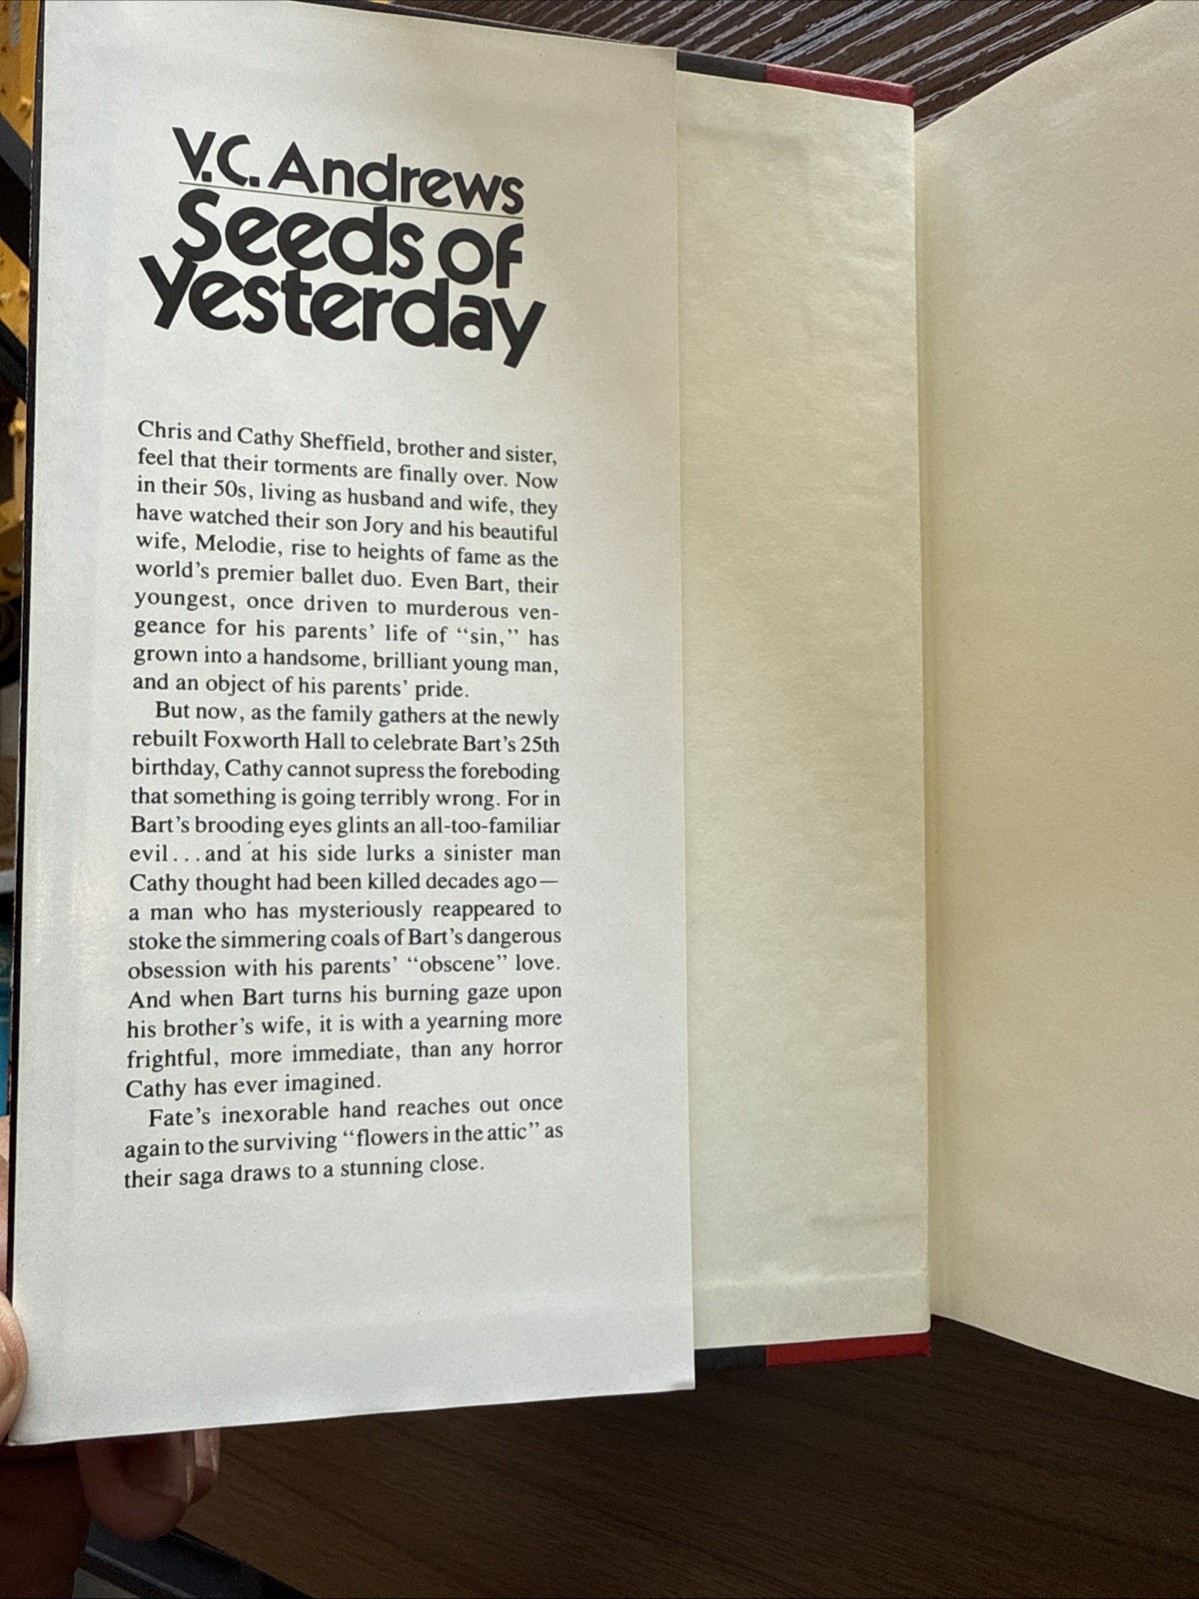 V.C. Andrews
Seeds of
Yesterday
Chris and Cathy Sheffield, brother and sister,
feel that their torments are finally over. Now
in their 50s, living as husband and wife, they
have watched their son Jory and his beautiful
wife, Melodie, rise to heights of fame as the
world's premier ballet duo. Even Bart, their
youngest, once driven to murderous ven-
geance for his parents' life of "sin," has
grown into a handsome, brilliant young man,
and an object of his parents' pride.
But now, as the family gathers at the newly
rebuilt Foxworth Hall to celebrate Bart's 25th
birthday, Cathy cannot supress the foreboding
that something is going terribly wrong. For in
Bart's brooding eyes glints an all-too-familiar
evil...and at his side lurks a sinister man
Cathy thought had been killed decades ago—
a man who has mysteriously reappeared to
stoke the simmering coals of Bart's dangerous
obsession with his parents' "obscene" love.
And when Bart turns his burning gaze upon
his brother's wife, it is with a yearning more
frightful, more immediate, than any horror
Cathy has ever imagined.
Fate's inexorable hand reaches out once
again to the surviving "flowers in the attic" as
their saga draws to a stunning close.